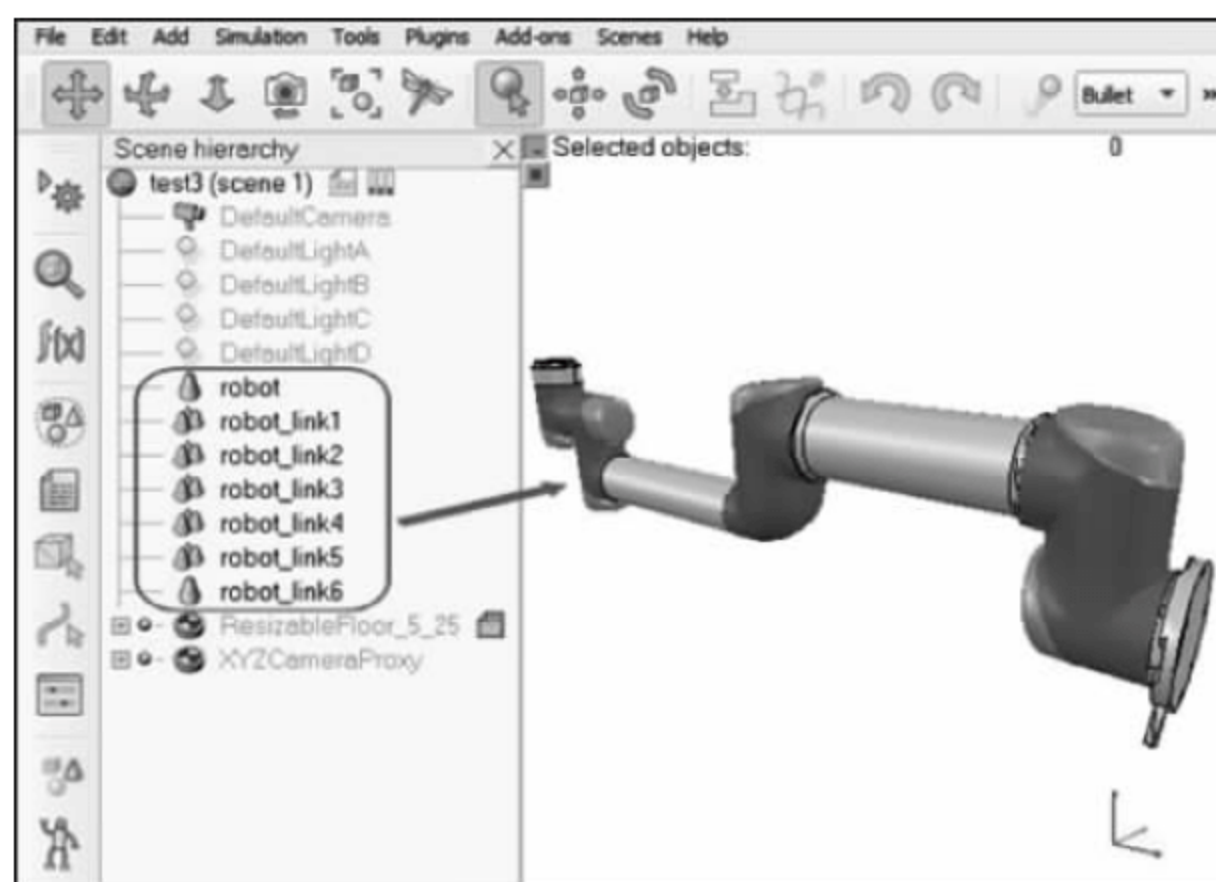 File Edit Add Simulation Tools Plugins Add-ons Scenes Help
Bullet
Scene hierarchy
Selected objects: 0
test3 (scene 1)
DefaultCamera
DefaultLightA
DefaultLightB
DefaultLightC
DefaultLightD
robot
robot_link1
robot_link2
robot_link3
robot_link4
robot_link5
robot_link6
ResizableFloor_5_25
XYZCameraProxy